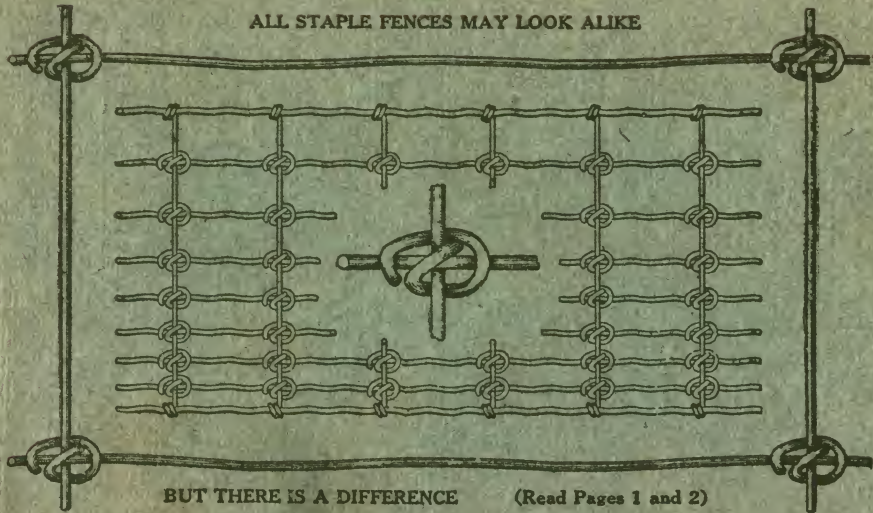 ALL STAPLE FENCES MAY LOOK ALIKE
BUT THERE IS A DIFFERENCE (Read Pages 1 and 2)